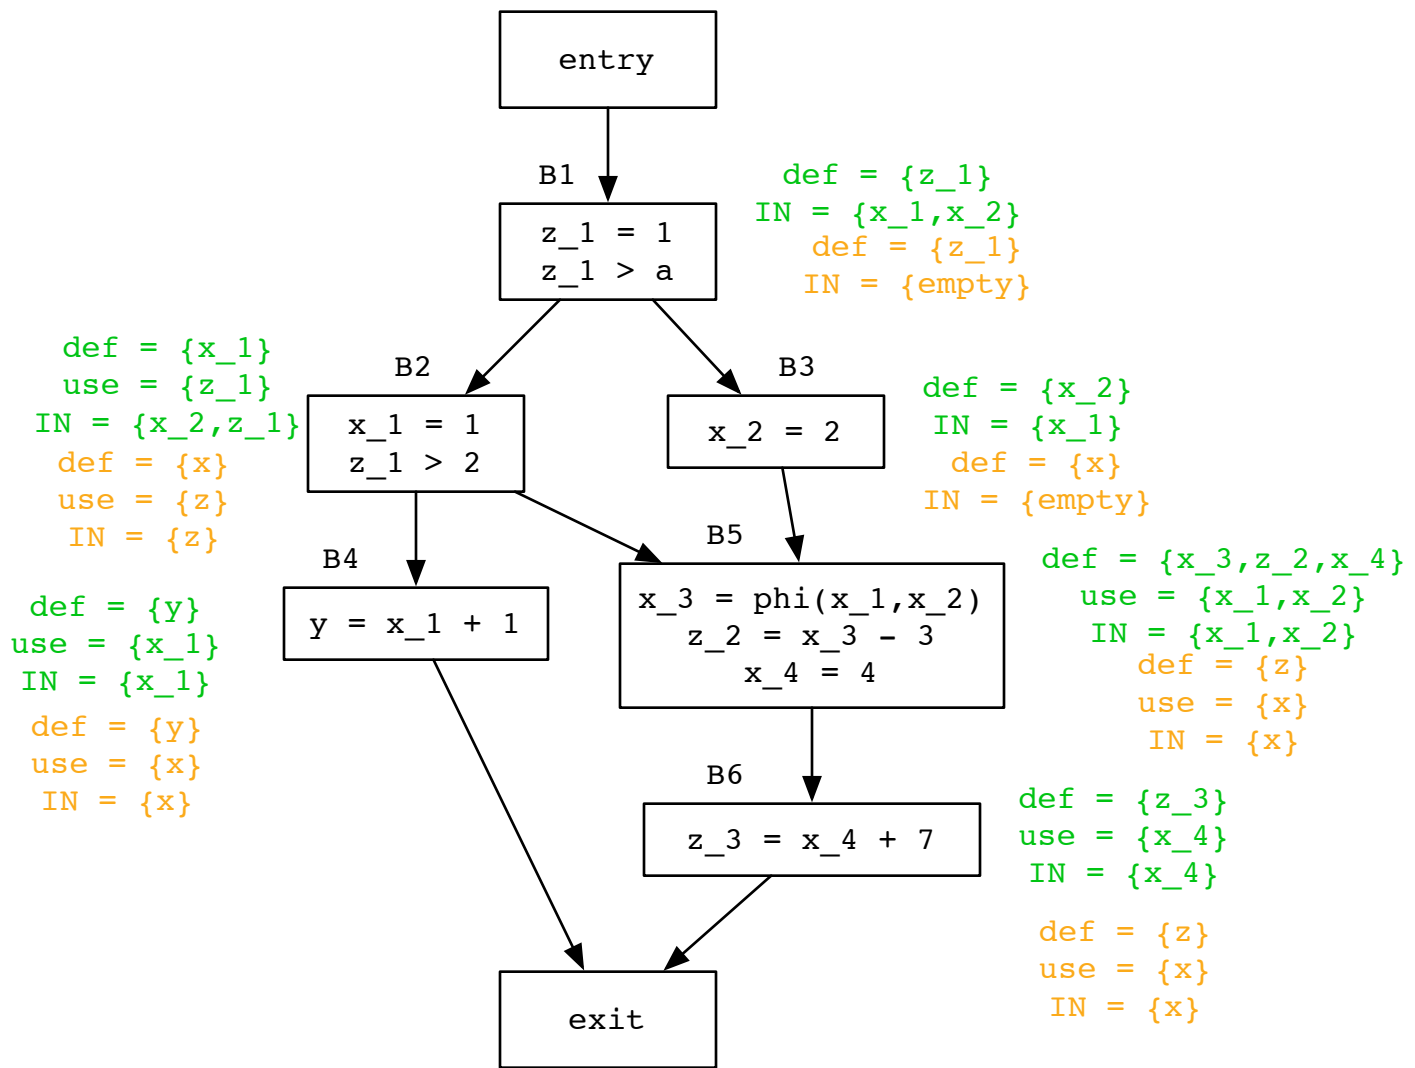 entry
B1
z_1 = 1
z_1 > a
def = {z_1}
IN = {x_1,x_2}
def = {z_1}
IN = {empty}
def = {x_1}
use = {z_1}
IN = {x_2,z_1}
def = {x}
use = {z}
IN = {z}
B2
x_1 = 1
z_1 > 2
B3
x_2 = 2
def = {x_2}
IN = {x_1}
def = {x}
IN = {empty}
B4
y = x_1 + 1
def = {y}
use = {x_1}
IN = {x_1}
def = {y}
use = {x}
IN = {x}
B5
x_3 = phi(x_1,x_2)
z_2 = x_3 - 3
x_4 = 4
def = {x_3,z_2,x_4}
use = {x_1,x_2}
IN = {x_1,x_2}
def = {z}
use = {x}
IN = {x}
B6
z_3 = x_4 + 7
def = {z_3}
use = {x_4}
IN = {x_4}
def = {z}
use = {x}
IN = {x}
exit